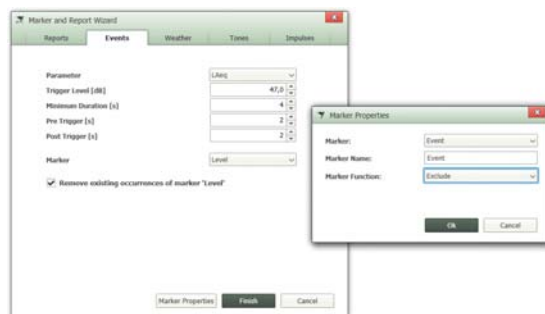 Marker and Report Wizard
Reports Events Weather Tones Impulses
Parameter LAeq
Trigger Level [dB] 47,0
Minimum Duration [s] 4
Pre Trigger [s] 2
Post Trigger [s] 2
Marker Level
Remove existing occurrences of marker 'Level'
Marker Properties Finish Cancel
Marker Properties
Marker: Event
Marker Name: Event
Marker Function: Exclude
Ok Cancel